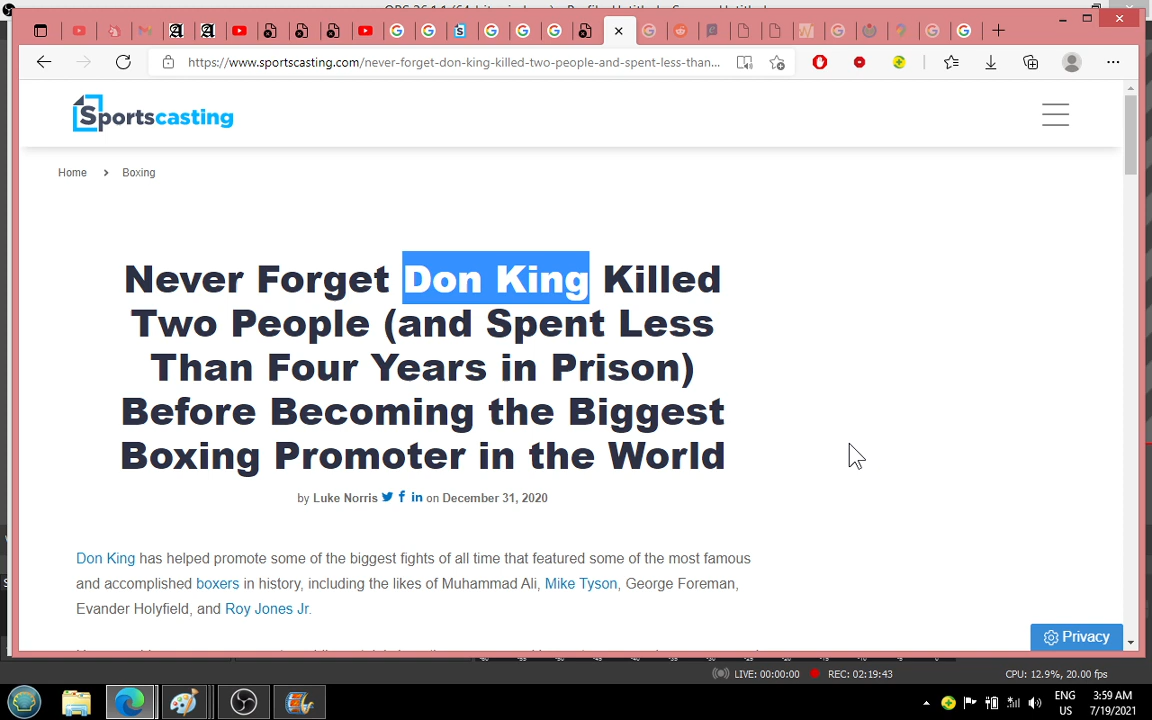 https://www.sportscasting.com/never-forget-don-king-killed-two-people-and-spent-less-than...
Sportscasting
Home > Boxing
Never Forget Don King Killed
Two People (and Spent Less
Than Four Years in Prison)
Before Becoming the Biggest
Boxing Promoter in the World
by Luke Norris on December 31, 2020
Don King has helped promote some of the biggest fights of all time that featured some of the most famous
and accomplished boxers in history, including the likes of Muhammad Ali, Mike Tyson, George Foreman,
Evander Holyfield, and Roy Jones Jr.
Privacy
LIVE: 00:00:00 REC: 02:19:43 CPU: 12.9%, 20.00 fps
ENG 3:59 AM
US 7/19/2021